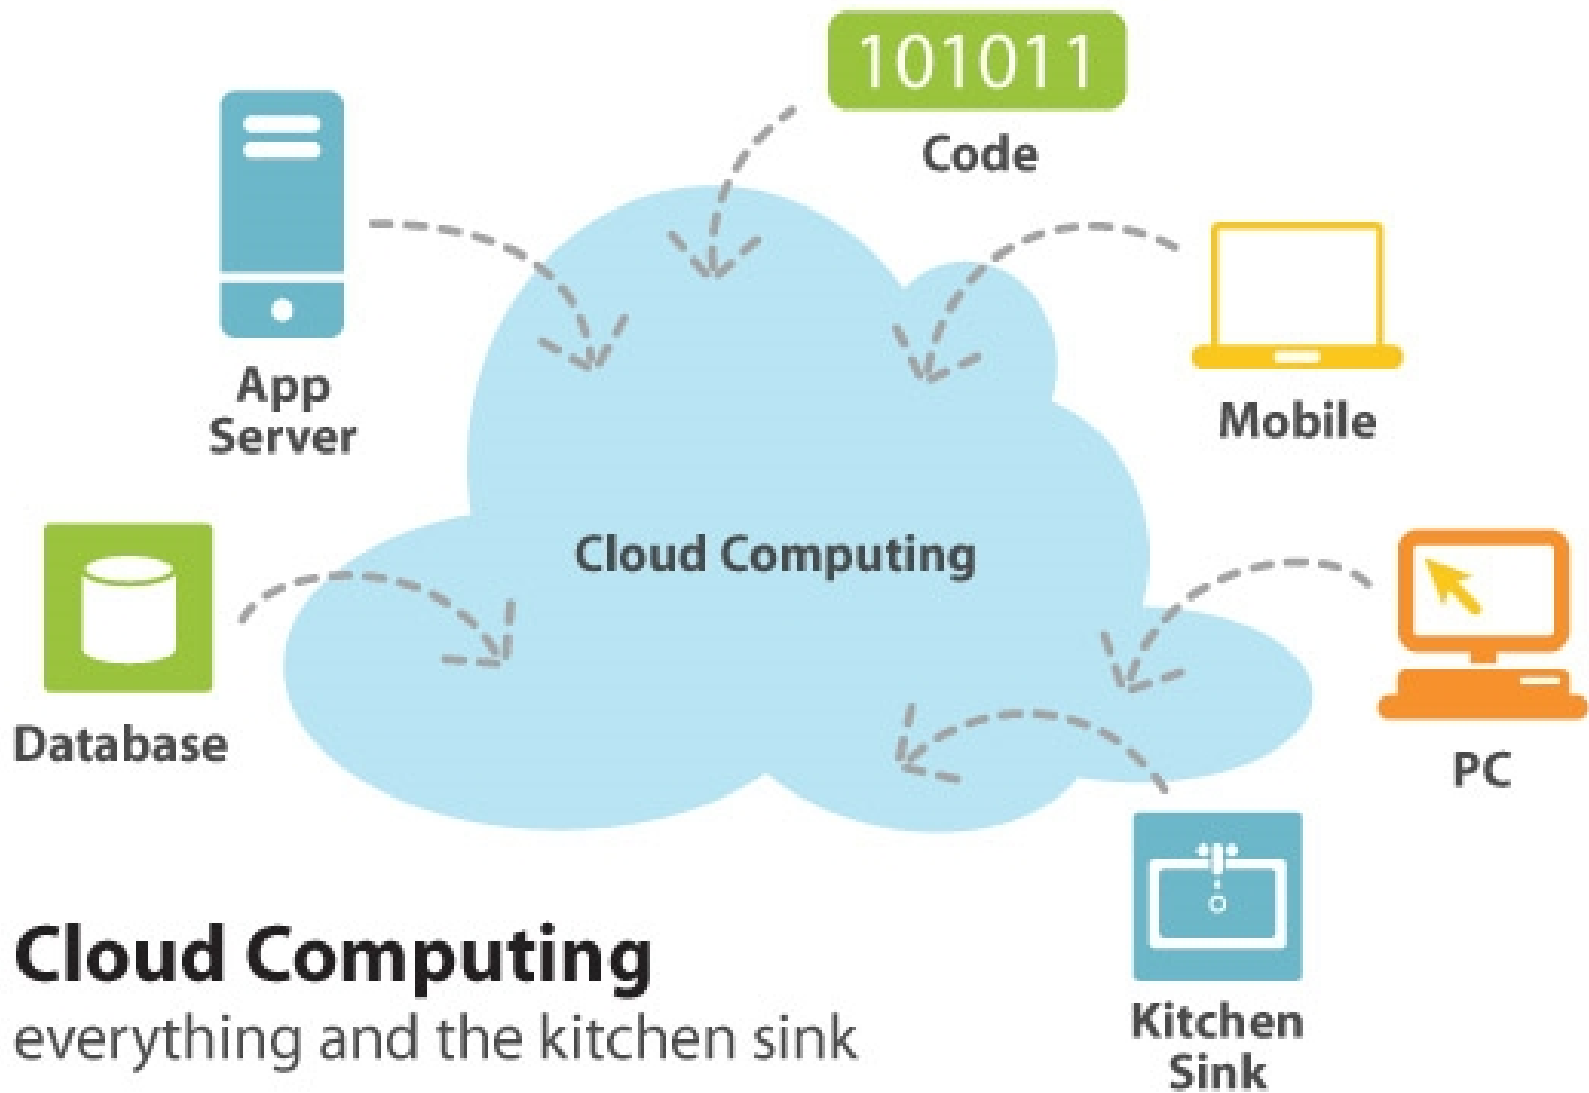 101011
Code
App
Server
Mobile
Cloud Computing
Database
PC
Kitchen
Sink
Cloud Computing
everything and the kitchen sink